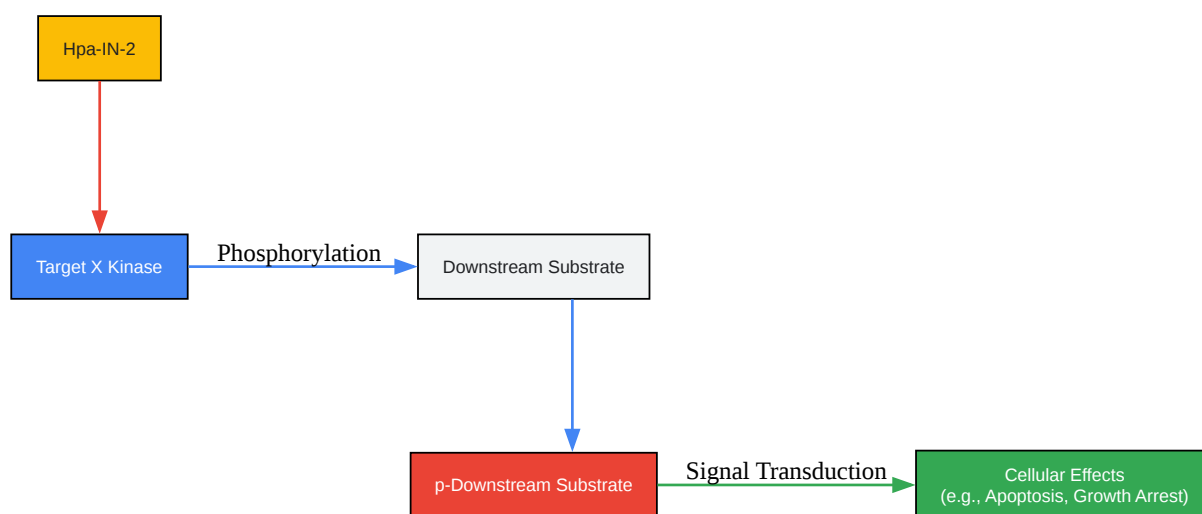 Hpa-IN-2
Target X Kinase
Phosphorylation
Downstream Substrate
p-Downstream Substrate
Signal Transduction
Cellular Effects
(e.g., Apoptosis, Growth Arrest)